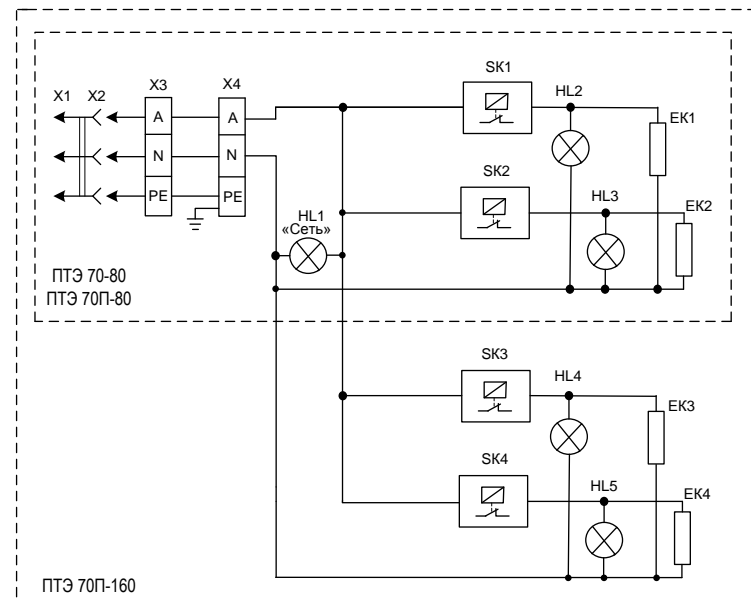 SK1
X3
X4
HL2
X1
X2
A
A
EK1
N
N
SK2
PE
PE
HL3
EK2
HL1
«Сеть»
ПТЭ 70-80
ПТЭ 70П-80
SK3
HL4
EK3
SK4
HL5
EK4
ПТЭ 70П-160